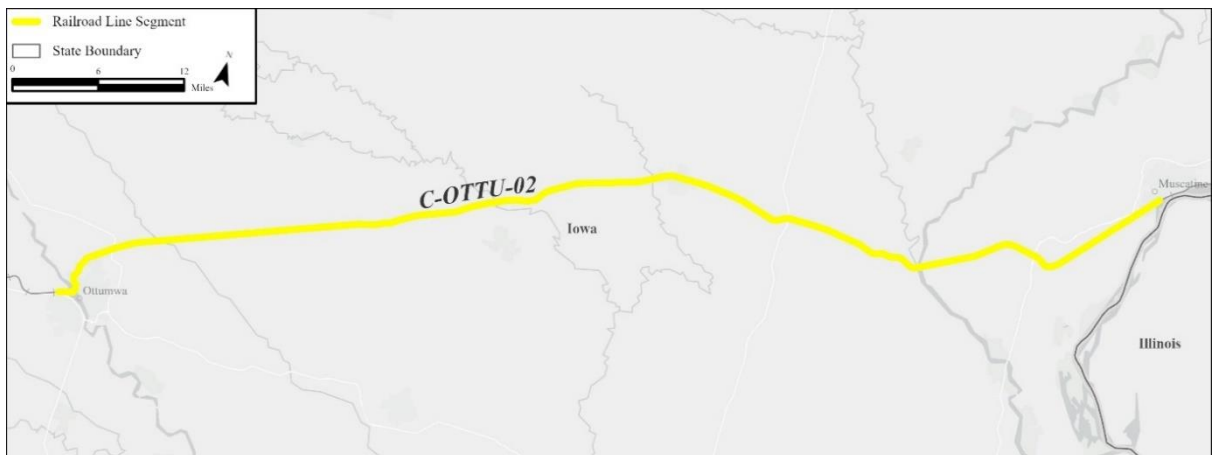 Railroad Line Segment
State Boundary
N
0 6 12
Miles
C-OTTU-02
Iowa
Muscatine
Ottumwa
Illinois